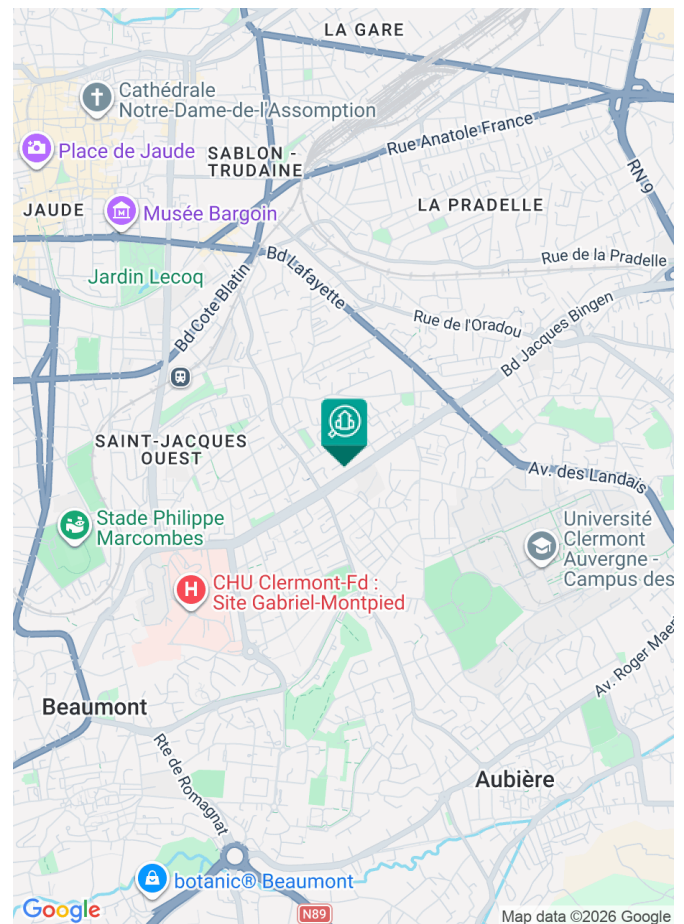 LA GARE
Cathédrale
Notre-Dame-de-l'Assomption
Rue Anatole France
Place de Jaude
SABLON -
TRUDAINE
RN 9
JAUDE
Musée Bargoin
LA PRADELLE
Rue de la Pradelle
Jardin Lecoq
Bd Lafayette
Bd Cote Blatin
Rue de l'Oradou
Bd Jacques Bingen
SAINT-JACQUES
OUEST
Av. des Landais
Stade Philippe
Marcombes
Université
Clermont
Auvergne -
Campus des
H
CHU Clermont-Fd :
Site Gabriel-Montpied
Av. Roger Maer
Beaumont
Rte de Romagnat
Aubière
botanic® Beaumont
N89
Google
Map data ©2026 Google